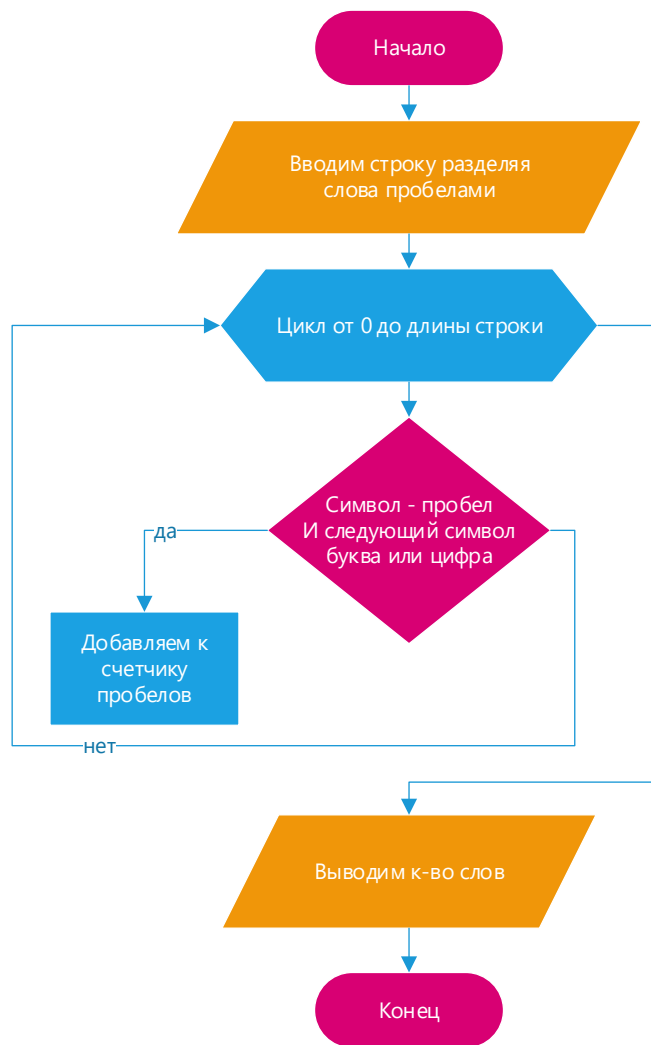 Начало
Вводим строку разделяя
слова пробелами
Цикл от 0 до длины строки
Символ - пробел
И следующий символ
буква или цифра
да
Добавляем к
счетчику
пробелов
нет
Выводим к-во слов
Конец